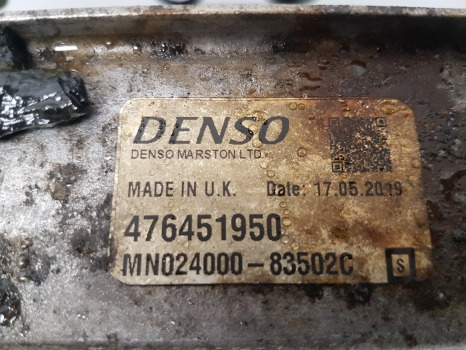 DENSO
DENSO MARSTON LTD
MADE IN U.K. Date: 17.05.2019
476451950
MN024000-83502C S